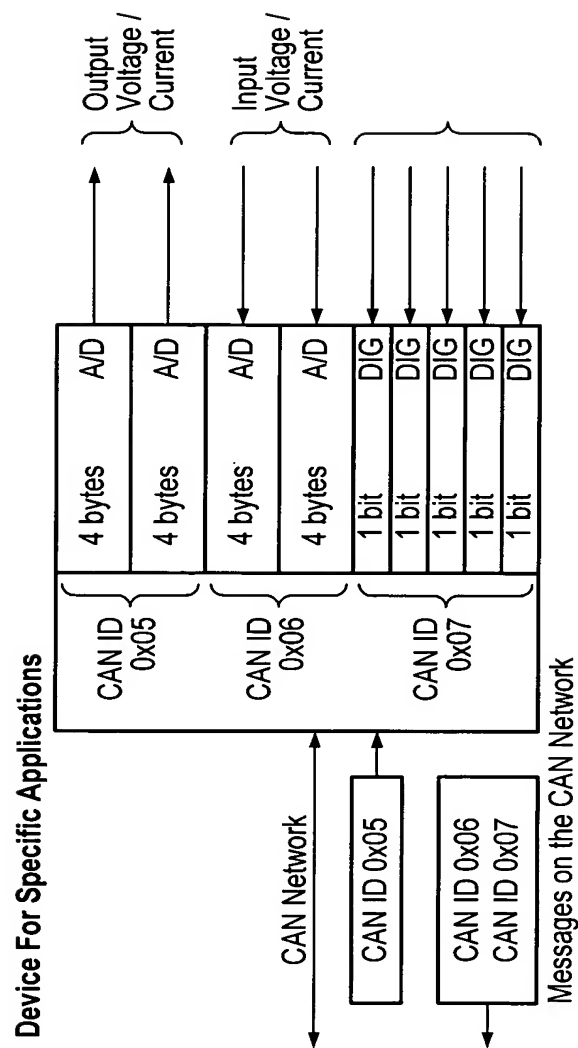 Device For Specific Applications
CAN Network
CAN ID 0x05
CAN ID 0x06
CAN ID 0x07
Messages on the CAN Network
CAN ID
0x05
CAN ID
0x06
CAN ID
0x07
4 bytes A/D
4 bytes A/D
4 bytes A/D
4 bytes A/D
1 bit DIG
1 bit DIG
1 bit DIG
1 bit DIG
1 bit DIG
Output
Voltage /
Current
Input
Voltage /
Current